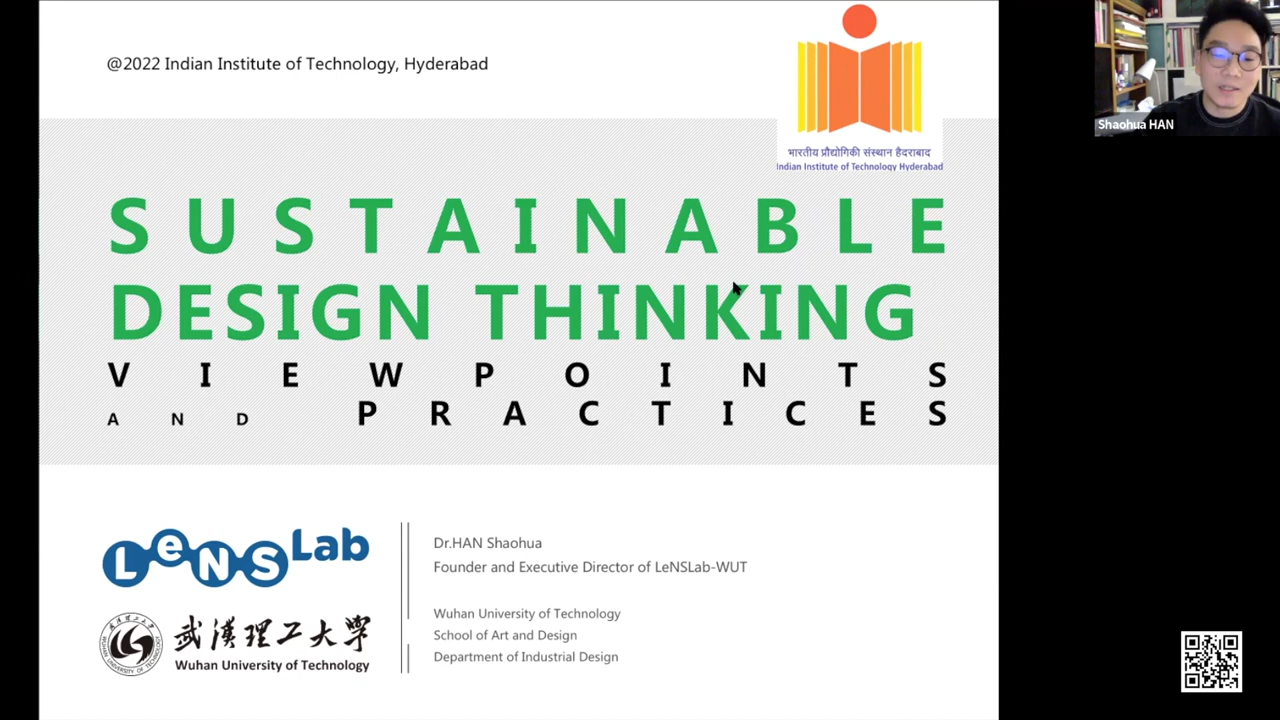 @2022 Indian Institute of Technology, Hyderabad
भारतीय प्रौद्योगिकी संस्थान हैदराबाद
Indian Institute of Technology Hyderabad
Shaohua HAN
SUSTAINABLE
DESIGN THINKING
VIEWPOINTS
AND PRACTICES
LeNS Lab
Dr.HAN Shaohua
Founder and Executive Director of LeNSLab-WUT
武漢理工大學
Wuhan University of Technology
Wuhan University of Technology
School of Art and Design
Department of Industrial Design